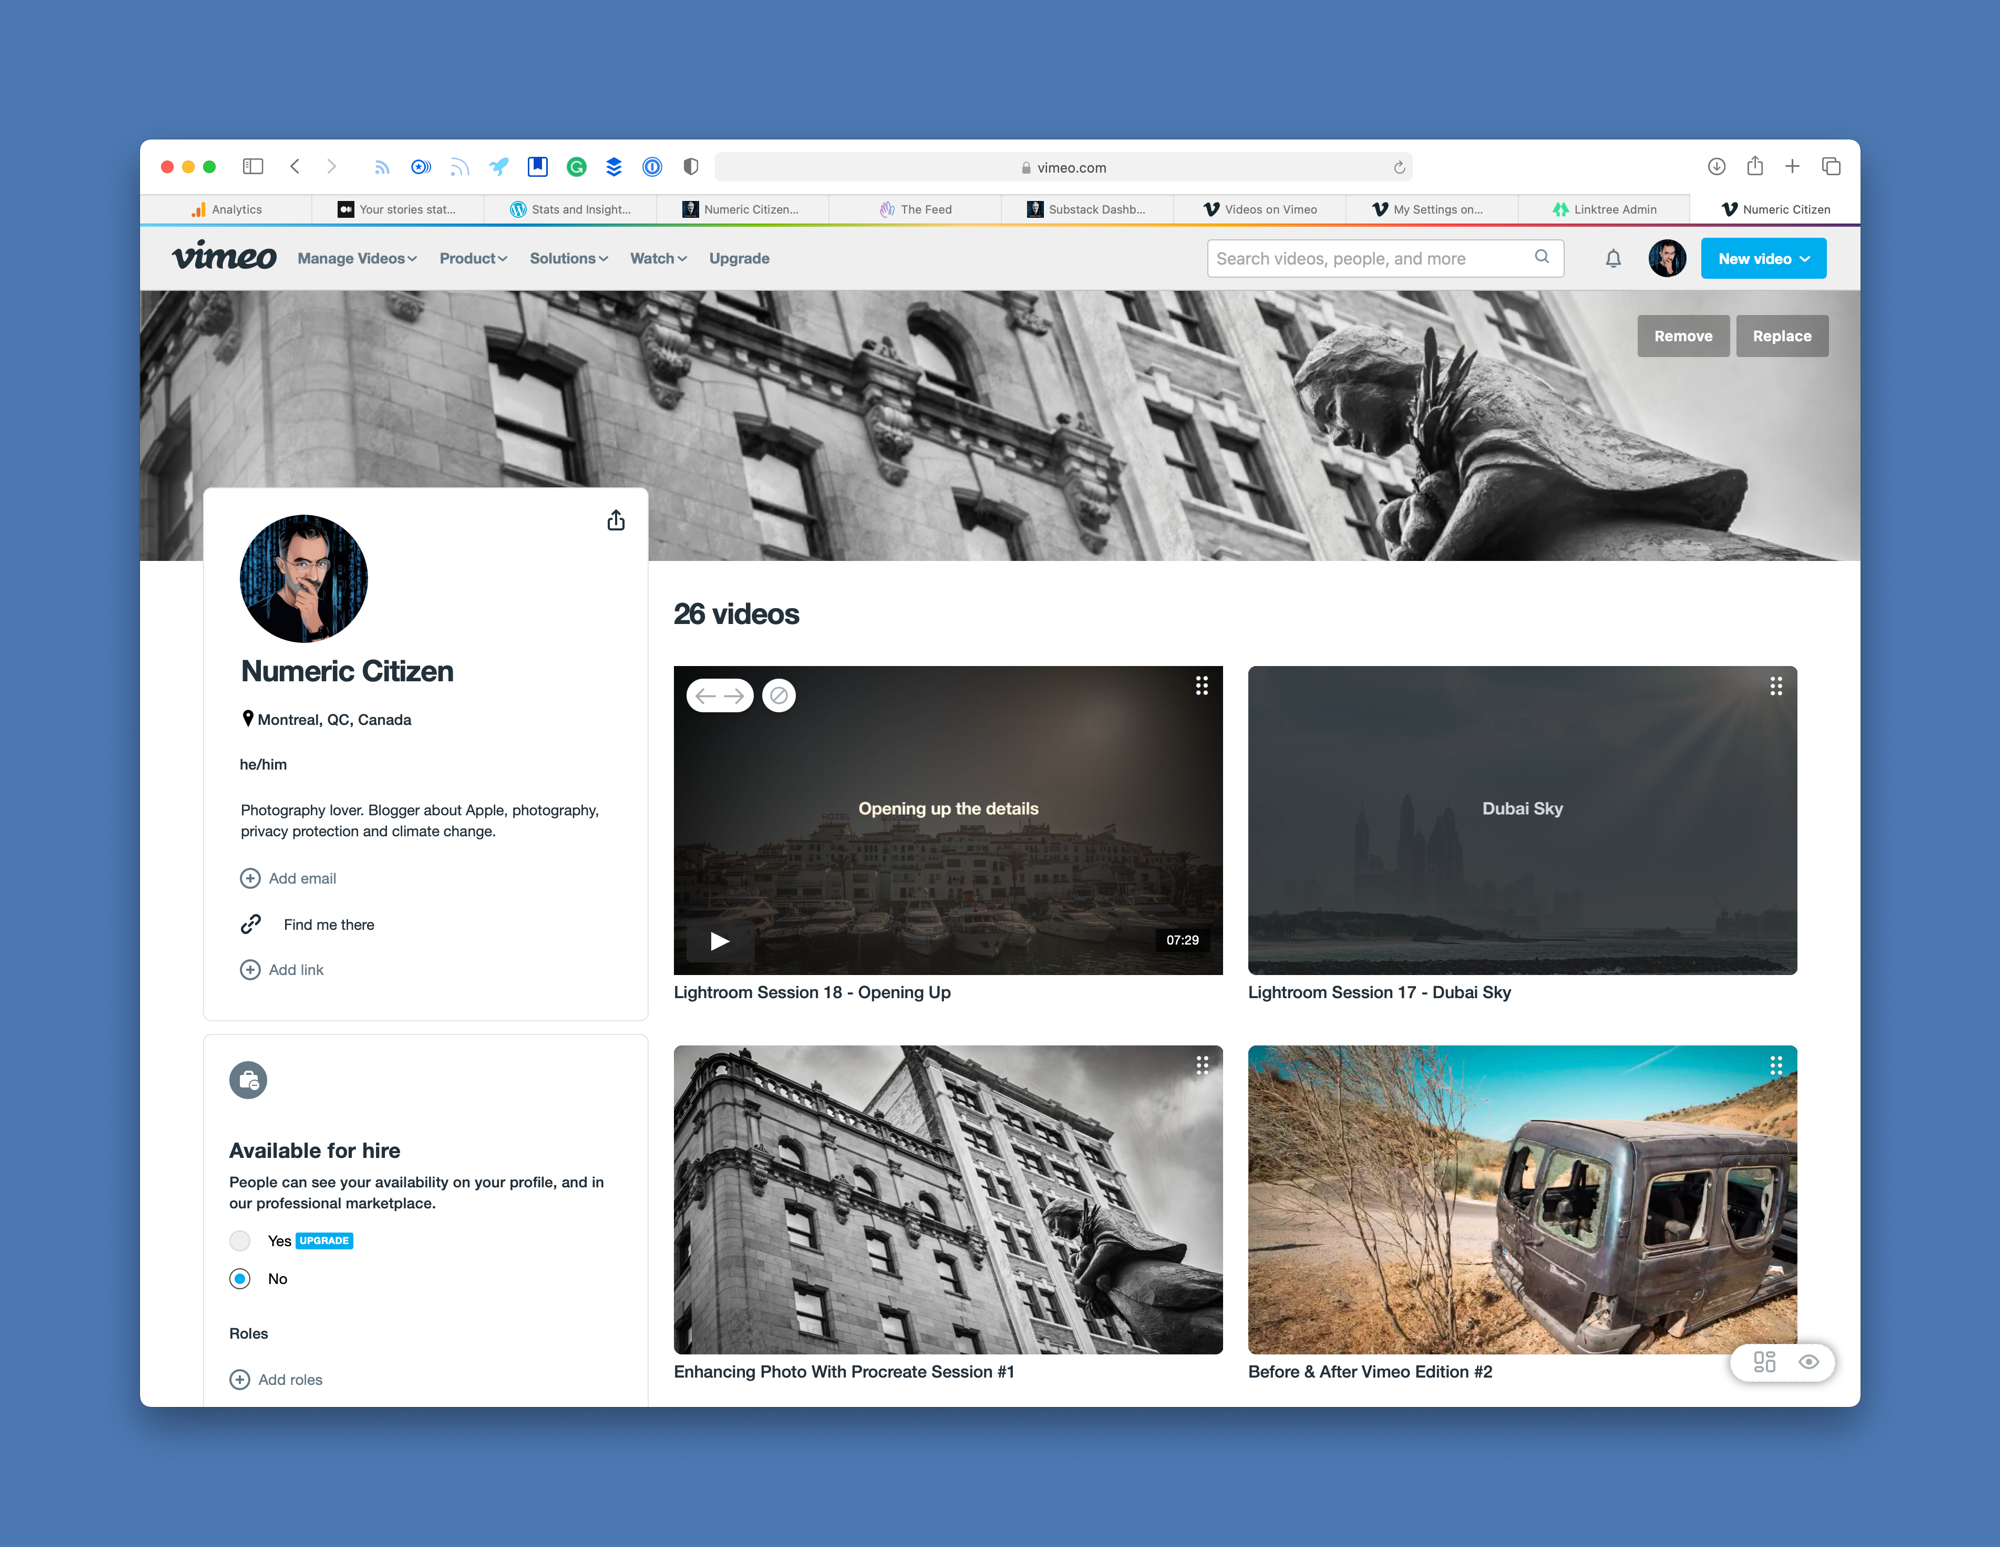 vimeo.com
Analytics
Your stories stat...
Stats and Insight...
Numeric Citizen...
The Feed
Substack Dashb...
Videos on Vimeo
My Settings on...
Linktree Admin
Numeric Citizen
vimeo
Manage Videos
Product
Solutions
Watch
Upgrade
Search videos, people, and more
New video
Remove
Replace
Numeric Citizen
Montreal, QC, Canada
he/him
Photography lover. Blogger about Apple, photography,
privacy protection and climate change.
Add email
Find me there
Add link
Available for hire
People can see your availability on your profile, and in
our professional marketplace.
Yes UPGRADE
No
Roles
Add roles
26 videos
HOTEL
Opening up the details
07:29
Lightroom Session 18 - Opening Up
Dubai Sky
Lightroom Session 17 - Dubai Sky
Enhancing Photo With Procreate Session #1
Before & After Vimeo Edition #2